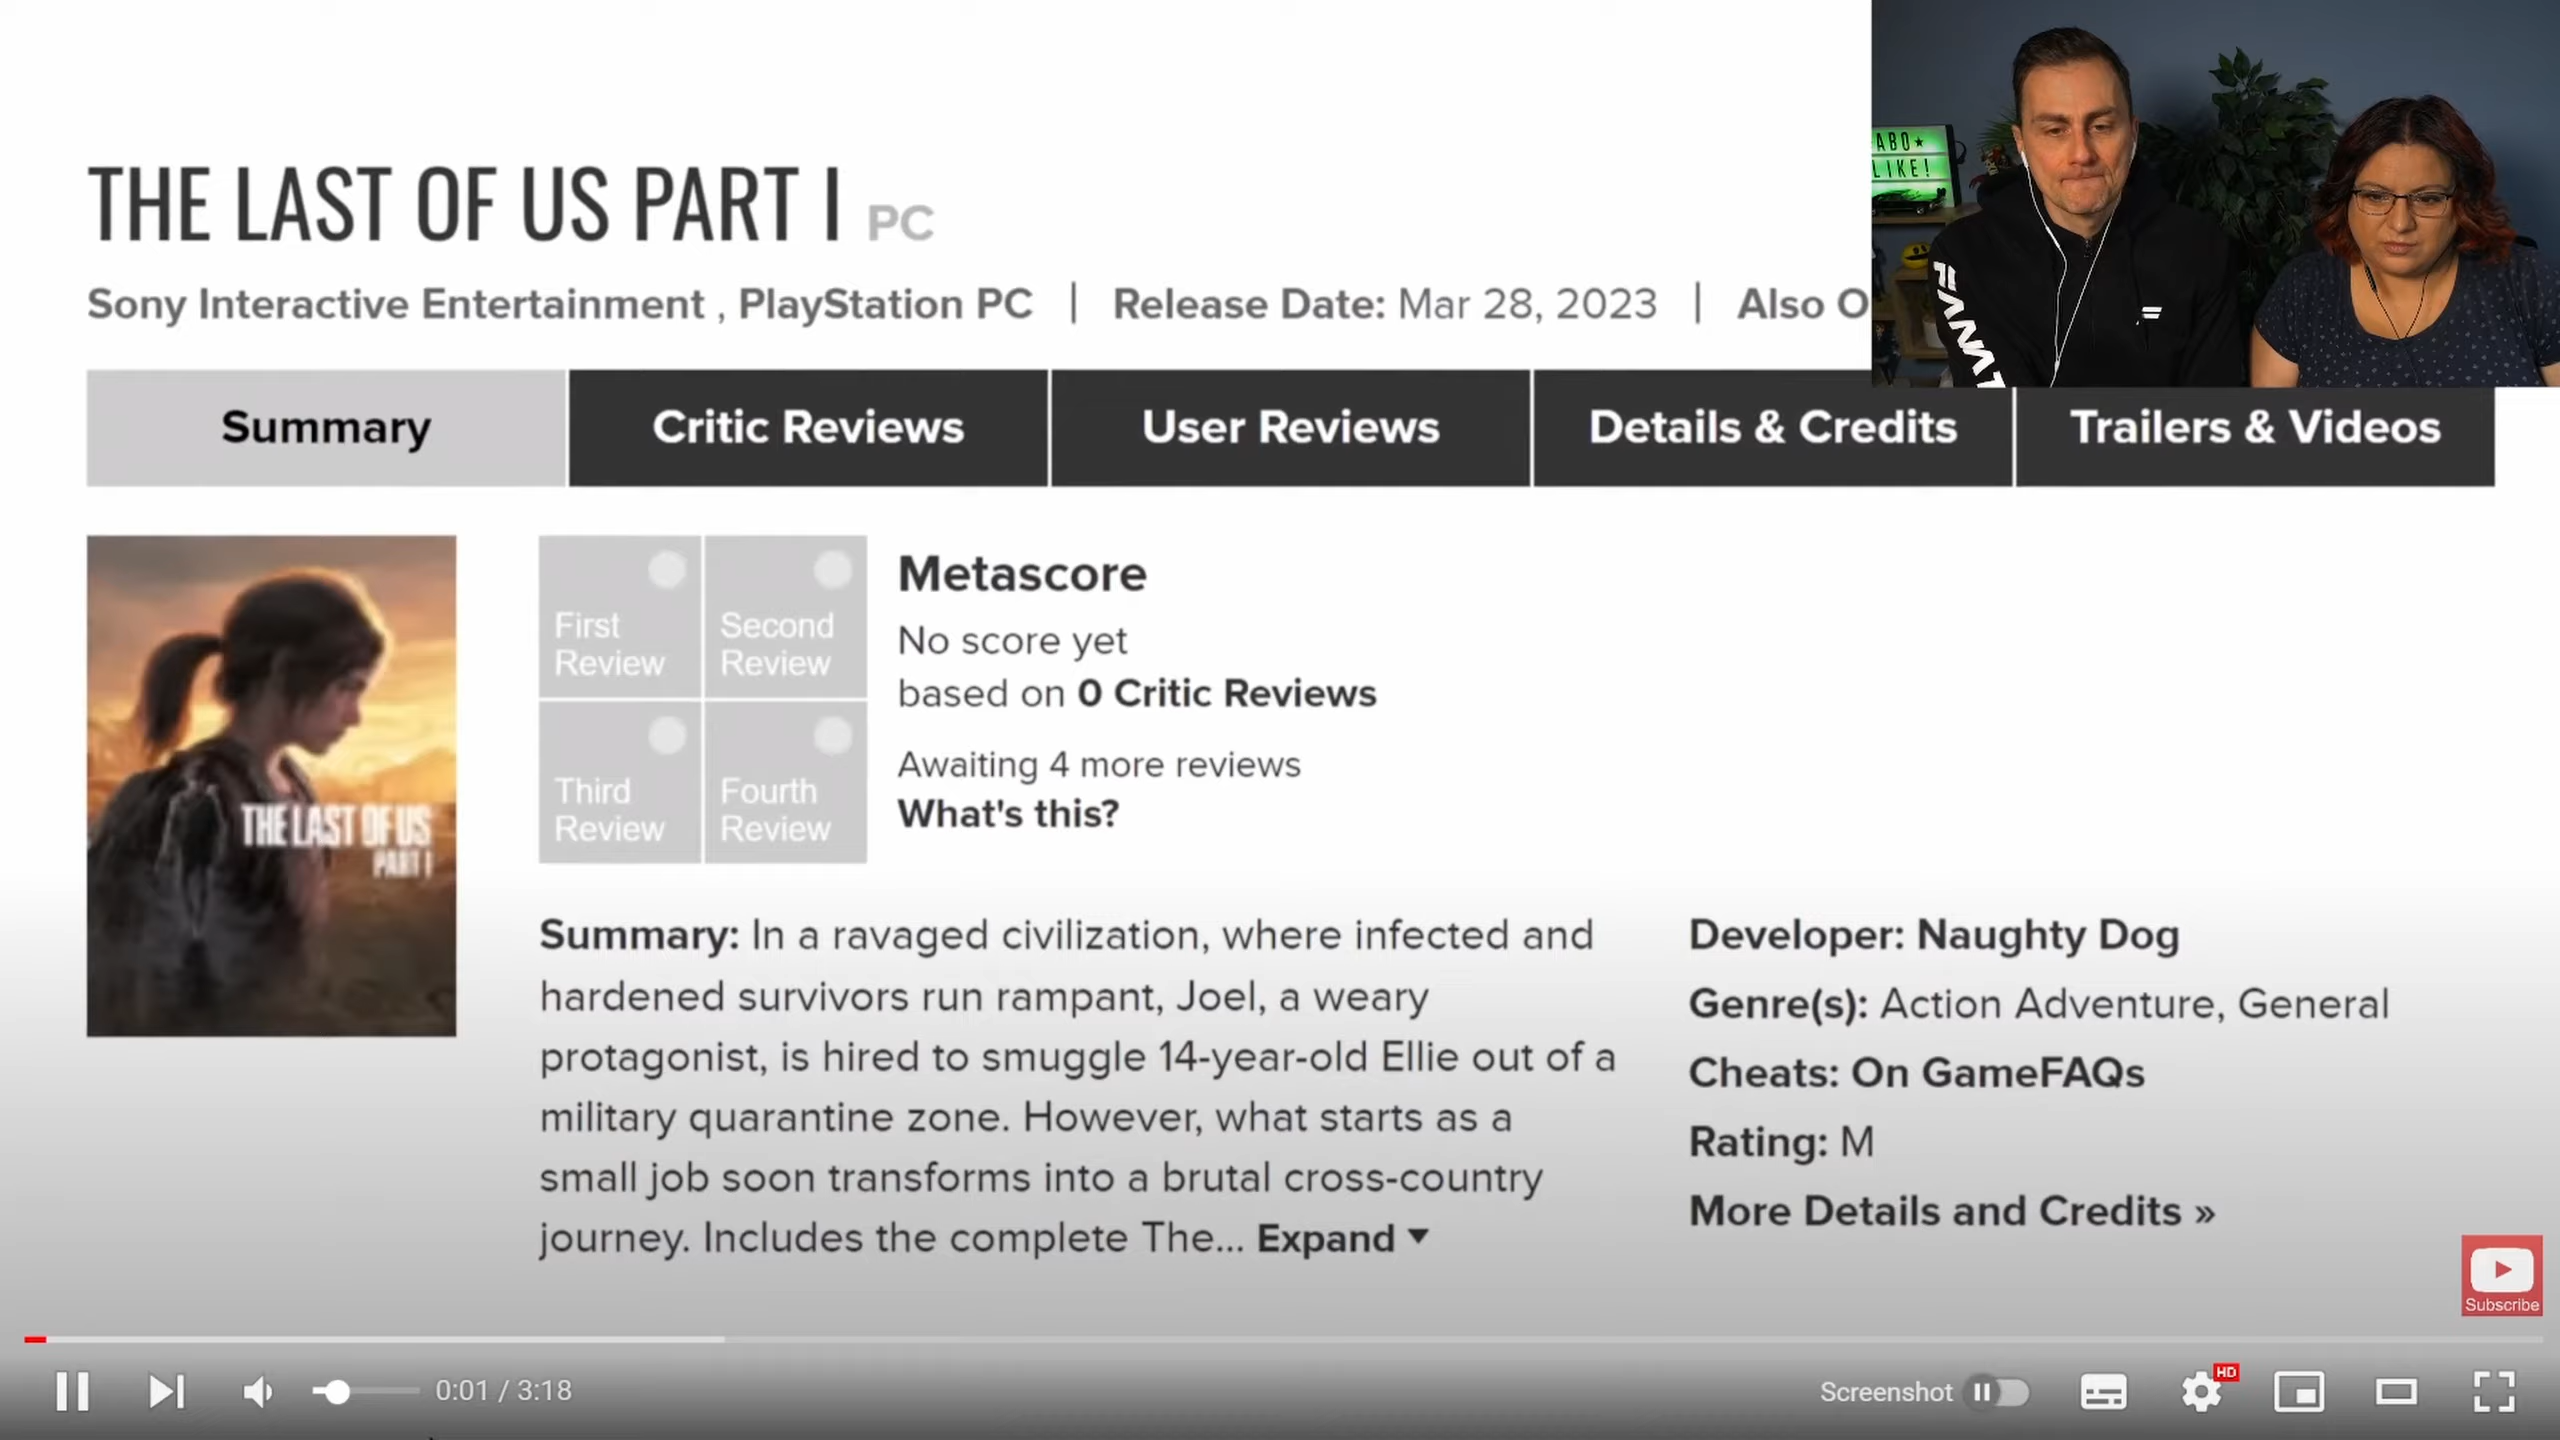 THE LAST OF US PART I PC
Sony Interactive Entertainment , PlayStation PC | Release Date: Mar 28, 2023 | Also O
ABO★
LIKE!
Summary
Critic Reviews
User Reviews
Details & Credits
Trailers & Videos
THE LAST OF US
PART I
First
Review
Second
Review
Third
Review
Fourth
Review
Metascore
No score yet
based on 0 Critic Reviews
Awaiting 4 more reviews
What's this?
Summary: In a ravaged civilization, where infected and
hardened survivors run rampant, Joel, a weary
protagonist, is hired to smuggle 14-year-old Ellie out of a
military quarantine zone. However, what starts as a
small job soon transforms into a brutal cross-country
journey. Includes the complete The... Expand ▼
Developer: Naughty Dog
Genre(s): Action Adventure, General
Cheats: On GameFAQs
Rating: M
More Details and Credits »
Subscribe
0:01 / 3:18
Screenshot
HD